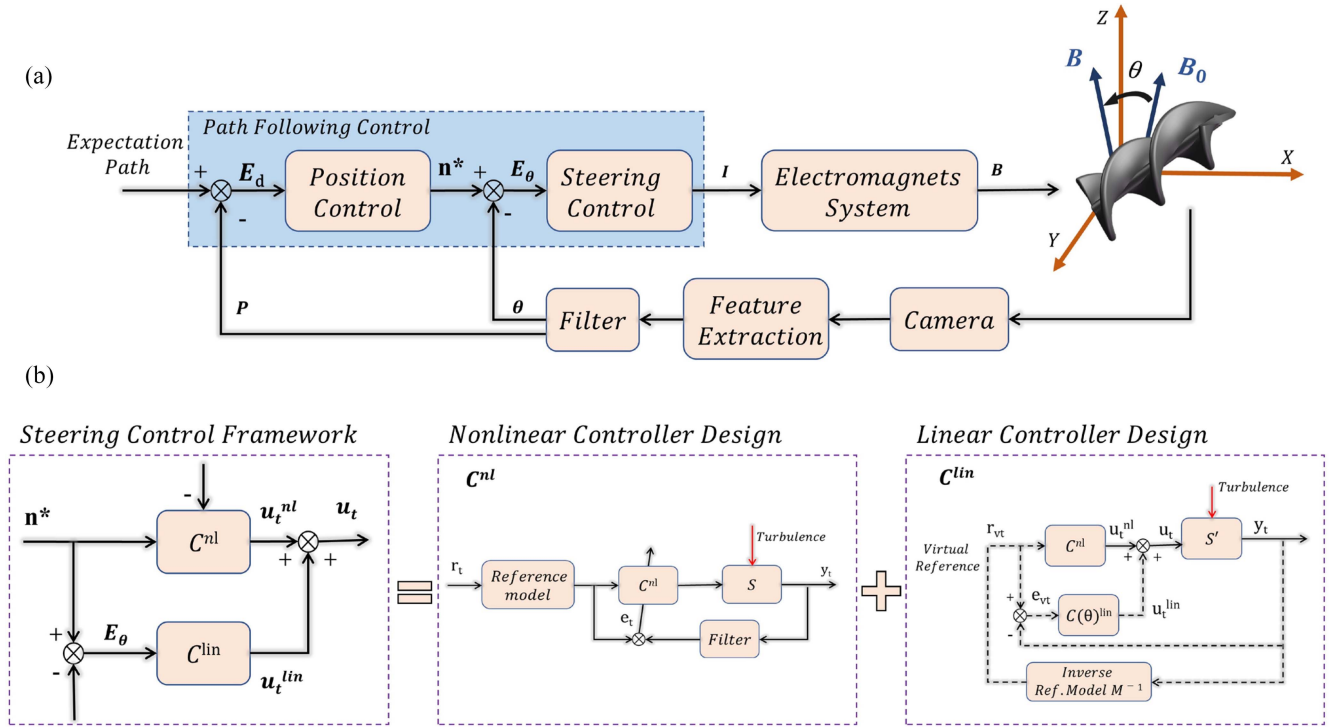 (a)
Z
B
θ
B₀
X
Y
Path Following Control
Expectation
Path
+
-
E_d
Position
Control
n*
+
-
E_θ
Steering
Control
I
Electromagnets
System
B
P
θ
Filter
Feature
Extraction
Camera
(b)
Steering Control Framework
n*
-
C^nl
u_t^nl
u_t
+
+
+
-
E_θ
C^lin
u_t^lin
Nonlinear Controller Design
C^nl
r_t
Reference
model
C^nl
e_t
Turbulence
S
y_t
Filter
Linear Controller Design
C^lin
Turbulence
r_vt
Virtual
Reference
C^nl
u_t^nl
u_t
+
+
S′
y_t
+
-
e_vt
C(θ)^lin
u_t^lin
Inverse
Ref.Model M⁻¹